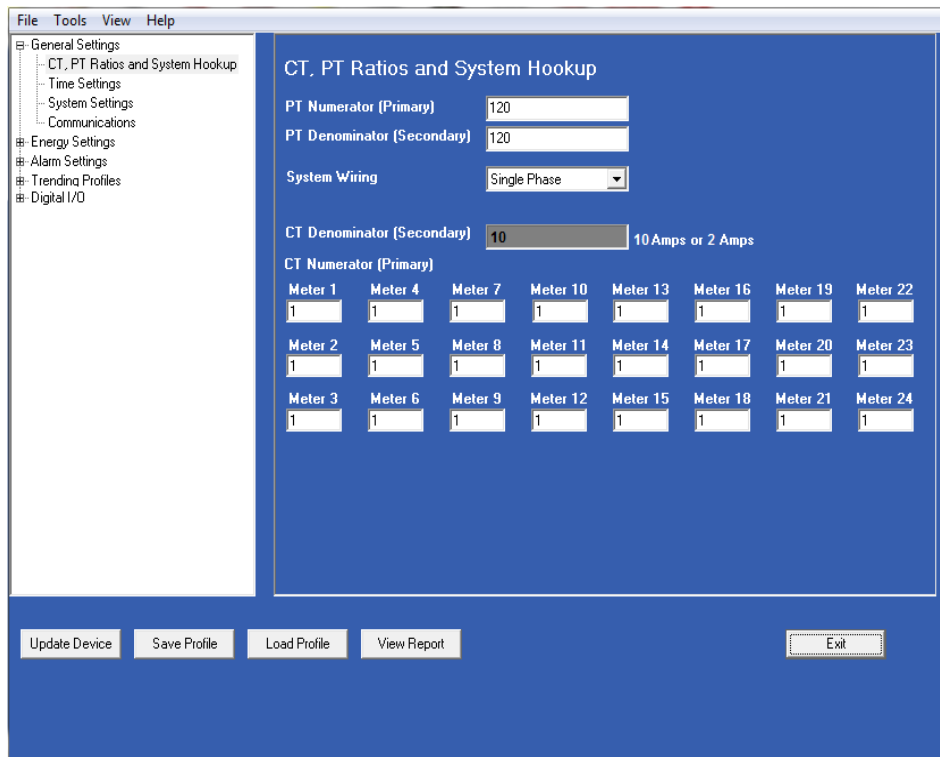 File Tools View Help
General Settings
CT, PT Ratios and System Hookup
Time Settings
System Settings
Communications
Energy Settings
Alarm Settings
Trending Profiles
Digital I/O
CT, PT Ratios and System Hookup
PT Numerator (Primary) 120
PT Denominator (Secondary) 120
System Wiring Single Phase
CT Denominator (Secondary) 10 10 Amps or 2 Amps
CT Numerator (Primary)
Meter 1 Meter 4 Meter 7 Meter 10 Meter 13 Meter 16 Meter 19 Meter 22
1 1 1 1 1 1 1 1
Meter 2 Meter 5 Meter 8 Meter 11 Meter 14 Meter 17 Meter 20 Meter 23
1 1 1 1 1 1 1 1
Meter 3 Meter 6 Meter 9 Meter 12 Meter 15 Meter 18 Meter 21 Meter 24
1 1 1 1 1 1 1 1
Update Device Save Profile Load Profile View Report Exit